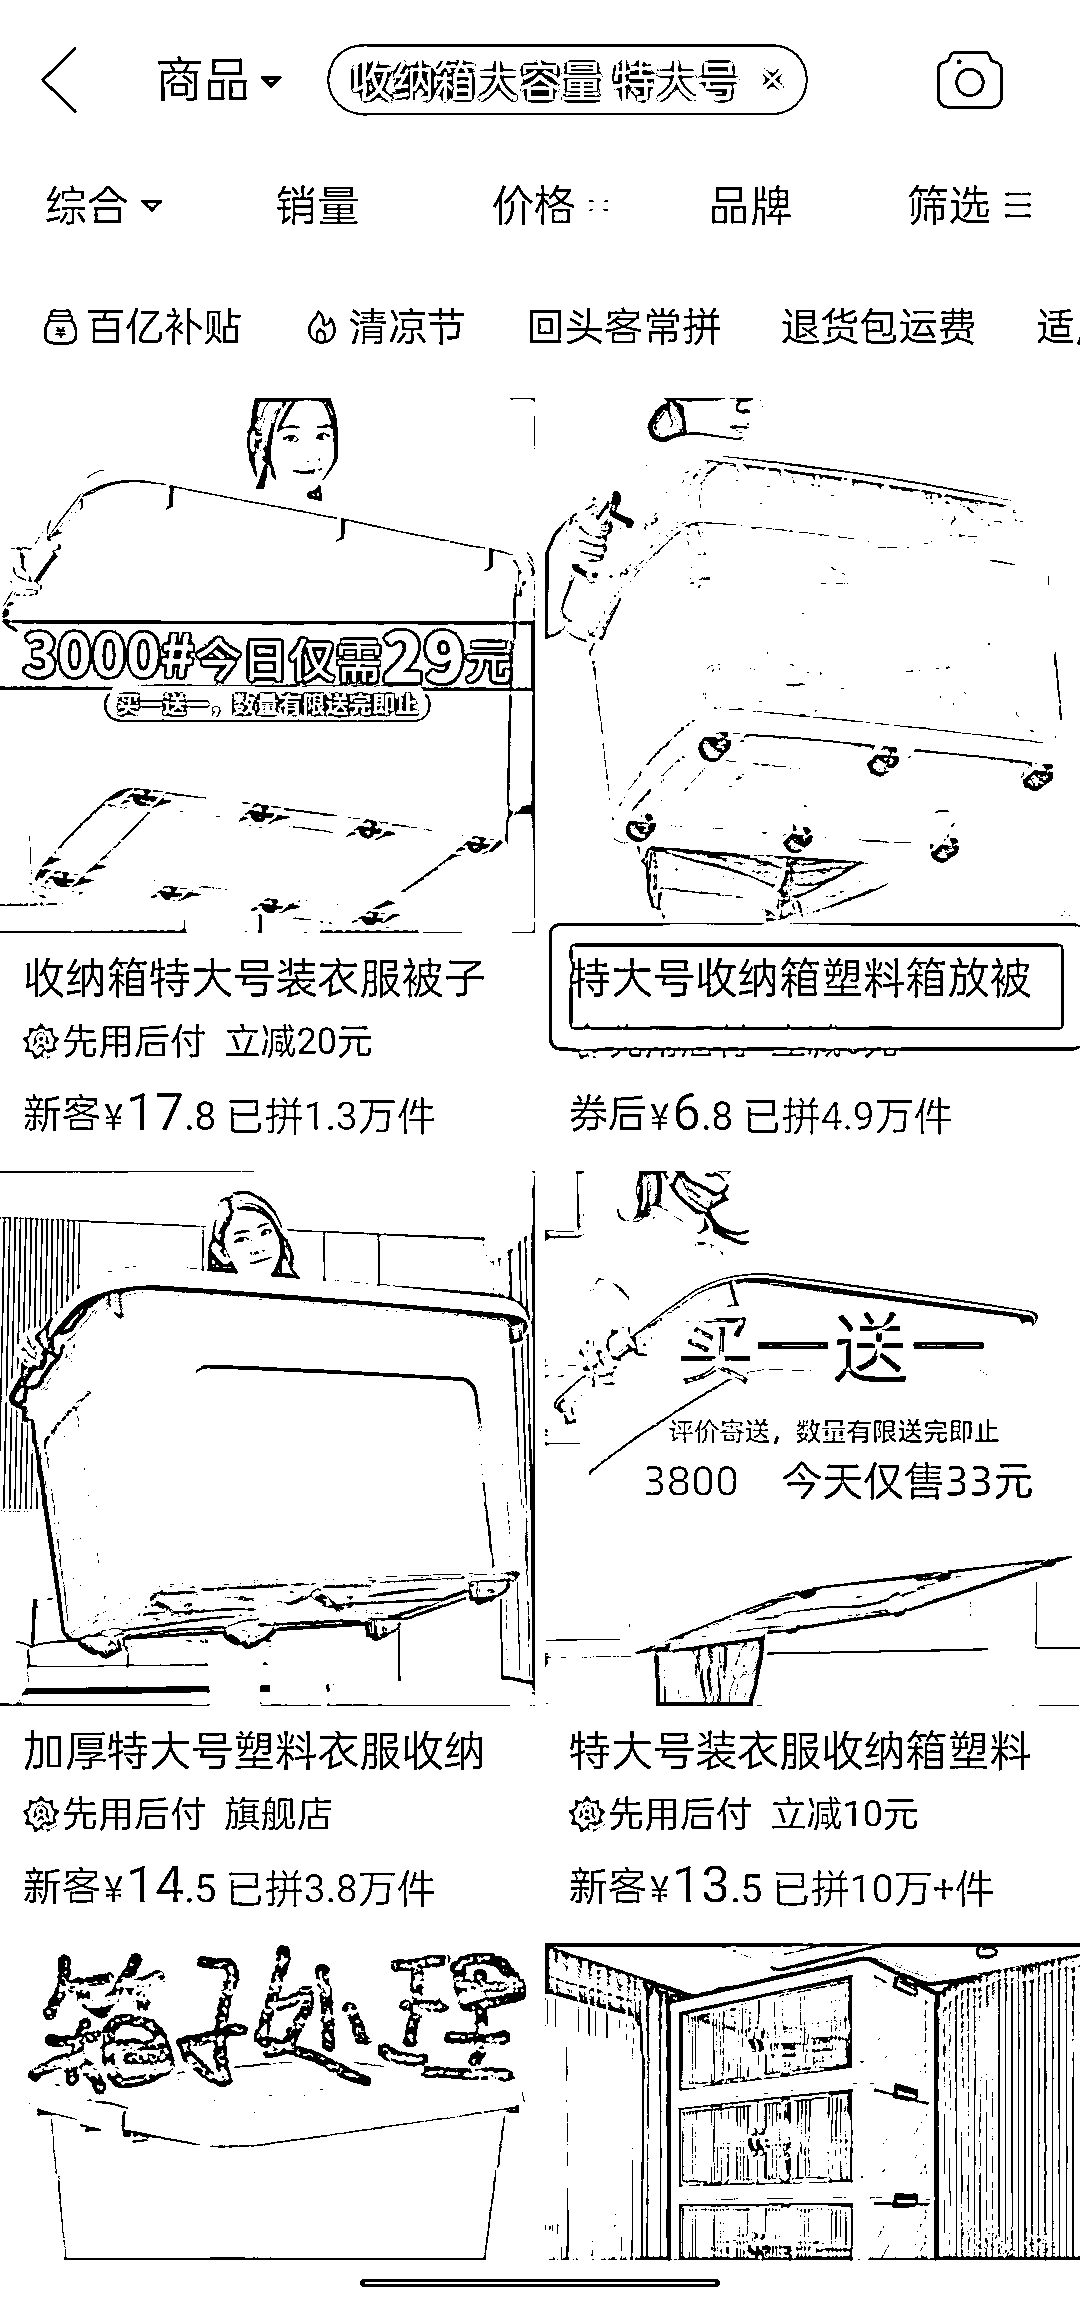 商品
收纳箱大容量 特大号
综合
销量
价格
品牌
筛选
百亿补贴
清凉节
回头客常拼
退货包运费
适
3000#今日仅需29元
买一送一，数量有限送完即止
收纳箱特大号装衣服被子
先用后付 立减20元
新客¥17.8 已拼1.3万件
特大号收纳箱塑料箱放被
券后¥6.8 已拼4.9万件
买一送一
评价寄送，数量有限送完即止
3800 今天仅售33元
加厚特大号塑料衣服收纳
先用后付 旗舰店
新客¥14.5 已拼3.8万件
特大号装衣服收纳箱塑料
先用后付 立减10元
新客¥13.5 已拼10万+件
箱子处理